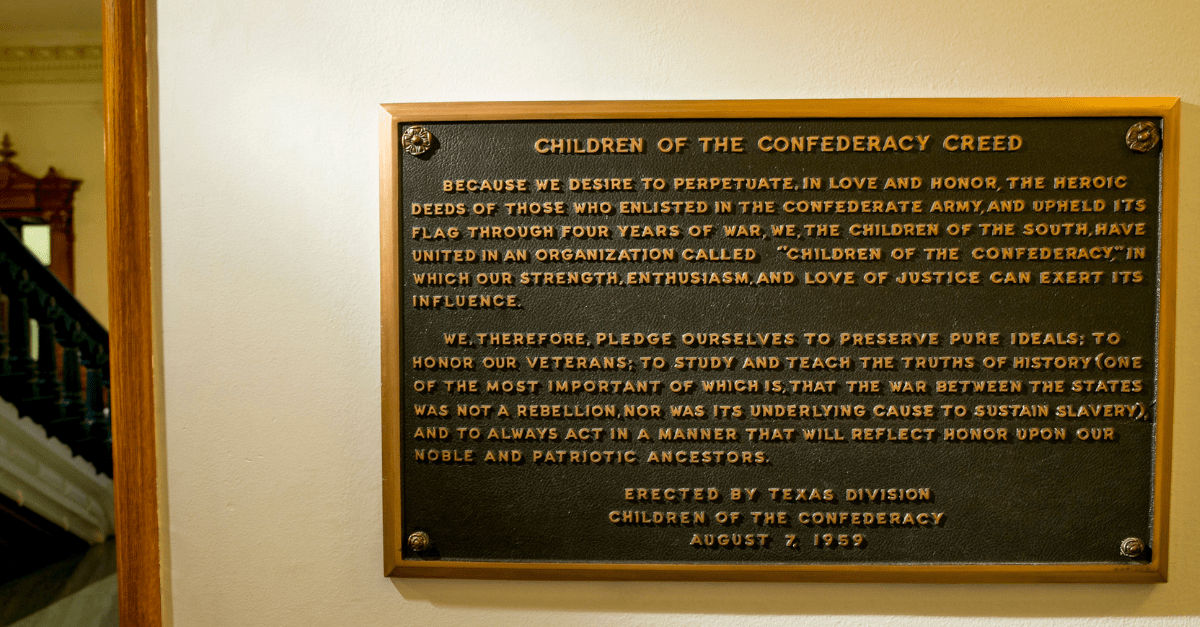 CHILDREN OF THE CONFEDERACY CREED
BECAUSE WE DESIRE TO PERPETUATE, IN LOVE AND HONOR, THE HEROIC
DEEDS OF THOSE WHO ENLISTED IN THE CONFEDERATE ARMY, AND UPHELD ITS
FLAG THROUGH FOUR YEARS OF WAR, WE, THE CHILDREN OF THE SOUTH, HAVE
UNITED IN AN ORGANIZATION CALLED "CHILDREN OF THE CONFEDERACY," IN
WHICH OUR STRENGTH, ENTHUSIASM, AND LOVE OF JUSTICE CAN EXERT ITS
INFLUENCE.
WE, THEREFORE, PLEDGE OURSELVES TO PRESERVE PURE IDEALS; TO
HONOR OUR VETERANS; TO STUDY AND TEACH THE TRUTHS OF HISTORY (ONE
OF THE MOST IMPORTANT OF WHICH IS, THAT THE WAR BETWEEN THE STATES
WAS NOT A REBELLION, NOR WAS ITS UNDERLYING CAUSE TO SUSTAIN SLAVERY),
AND TO ALWAYS ACT IN A MANNER THAT WILL REFLECT HONOR UPON OUR
NOBLE AND PATRIOTIC ANCESTORS.
ERECTED BY TEXAS DIVISION
CHILDREN OF THE CONFEDERACY
AUGUST 7, 1959